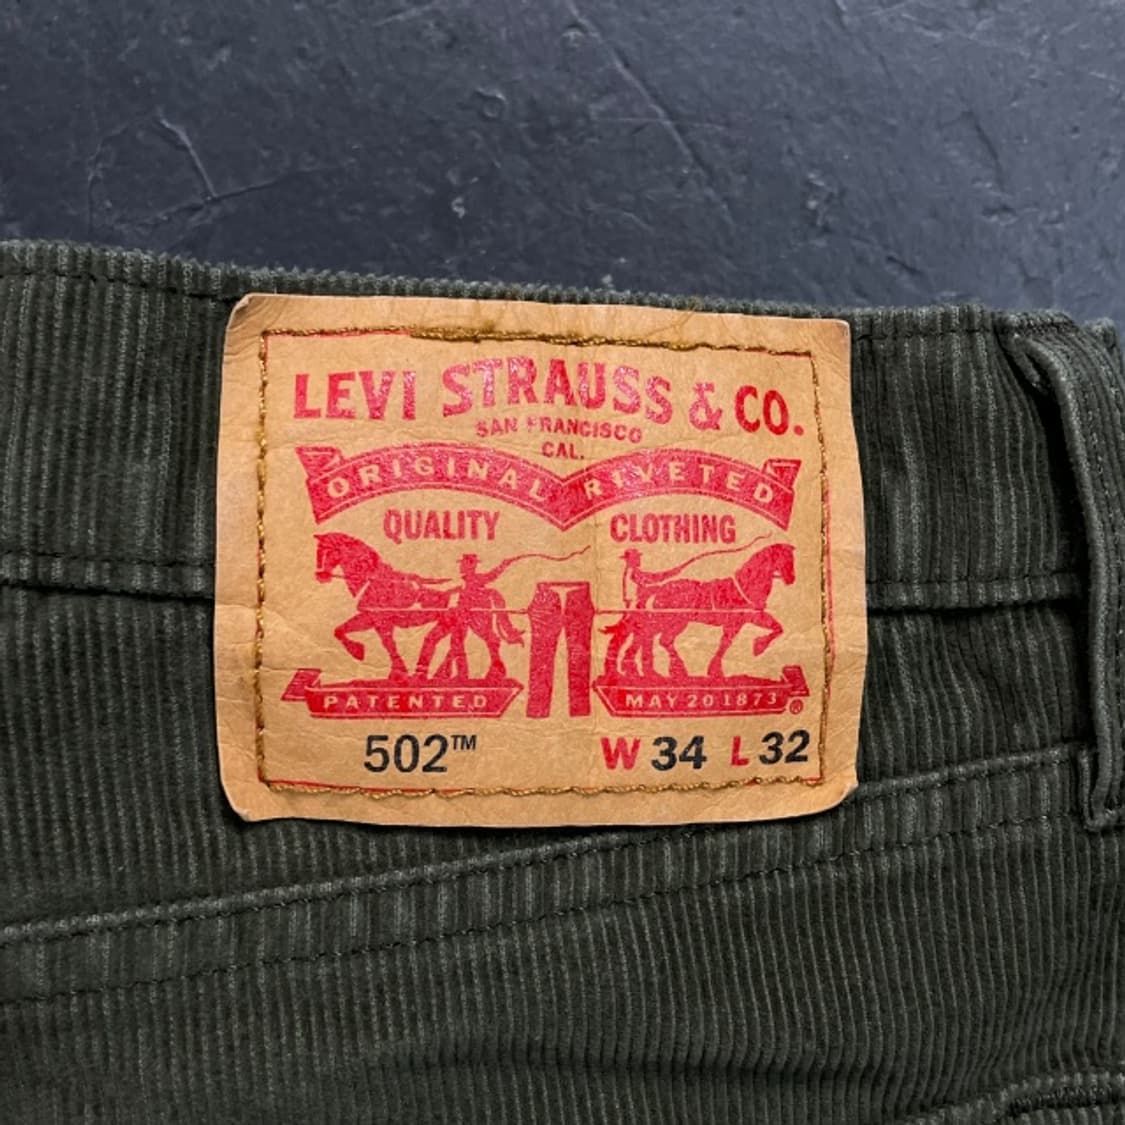 LEVI STRAUSS & CO.
SAN FRANCISCO
CAL.
ORIGINAL RIVETED
QUALITY CLOTHING
PATENTED MAY 20 1873 ®
502™ W 34 L 32